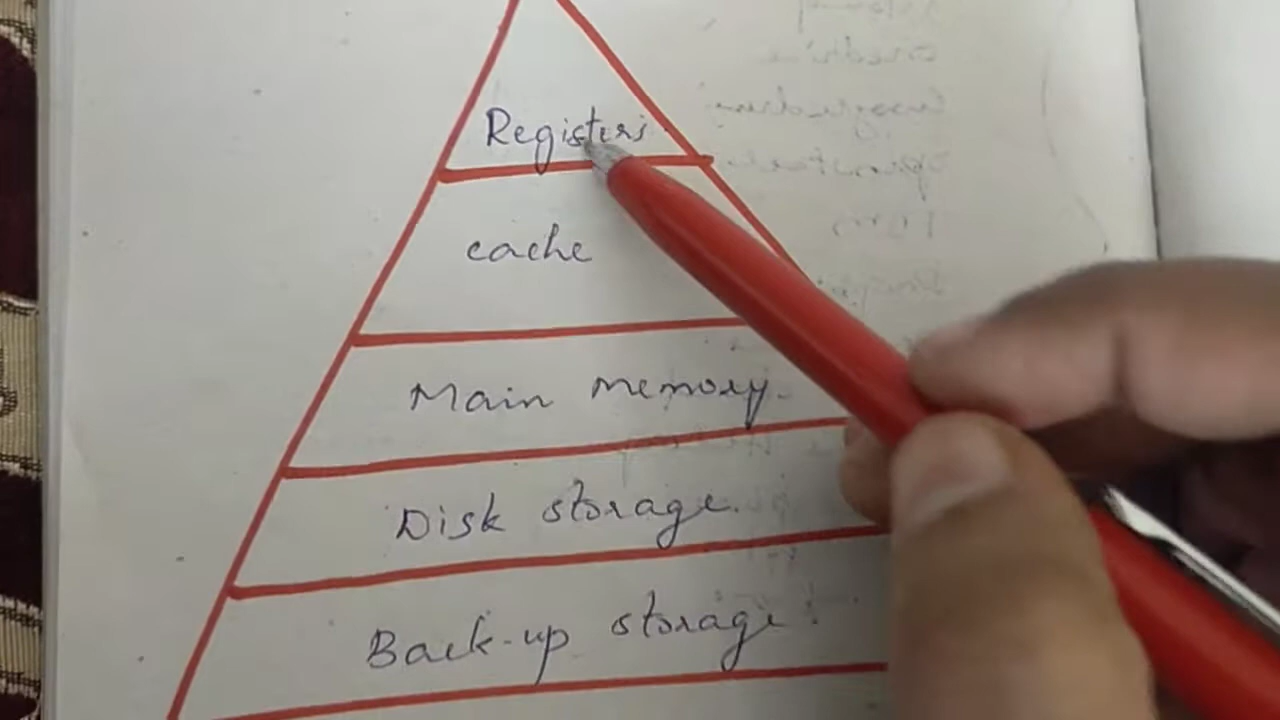 Registers
cache
Main memory.
Disk storage.
Back-up storage.